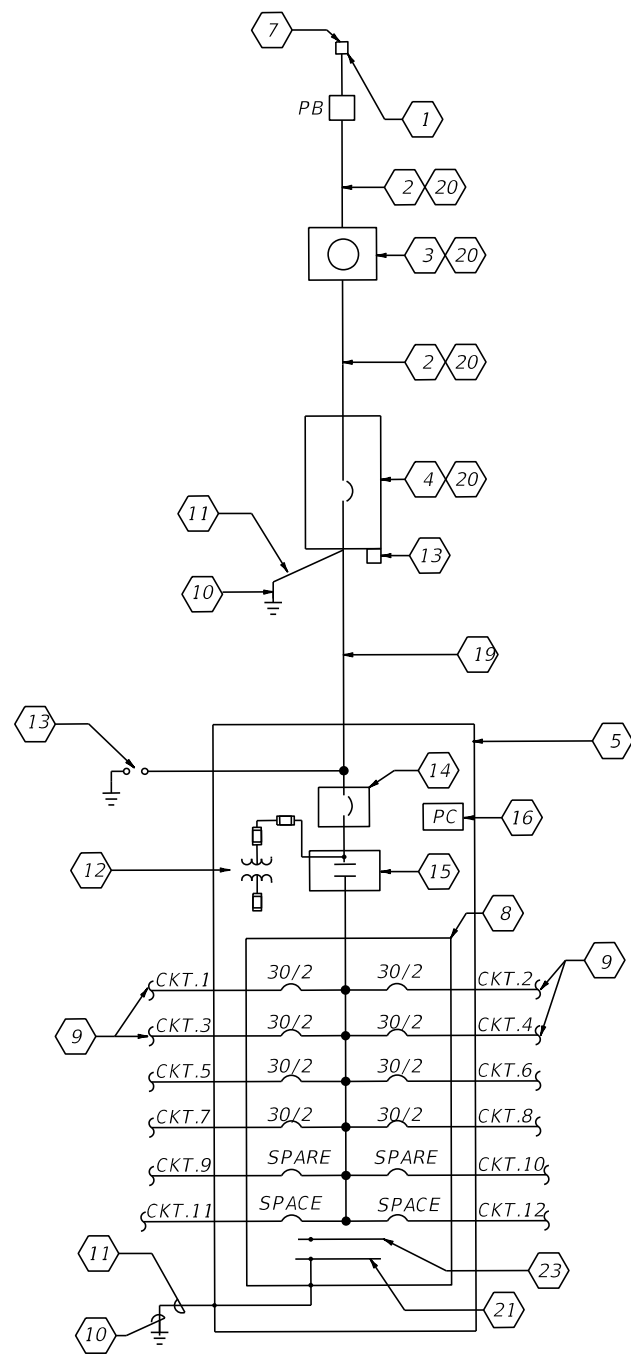 7
1
PB
2 20
3 20
2 20
4 20
11
13
10
19
13
5
14
PC 16
12
15
8
CKT.1 30/2 30/2 CKT.2
9
9
CKT.3 30/2 30/2 CKT.4
CKT.5 30/2 30/2 CKT.6
CKT.7 30/2 30/2 CKT.8
CKT.9 SPARE SPARE CKT.10
CKT.11 SPACE SPACE CKT.12
11
23
21
10